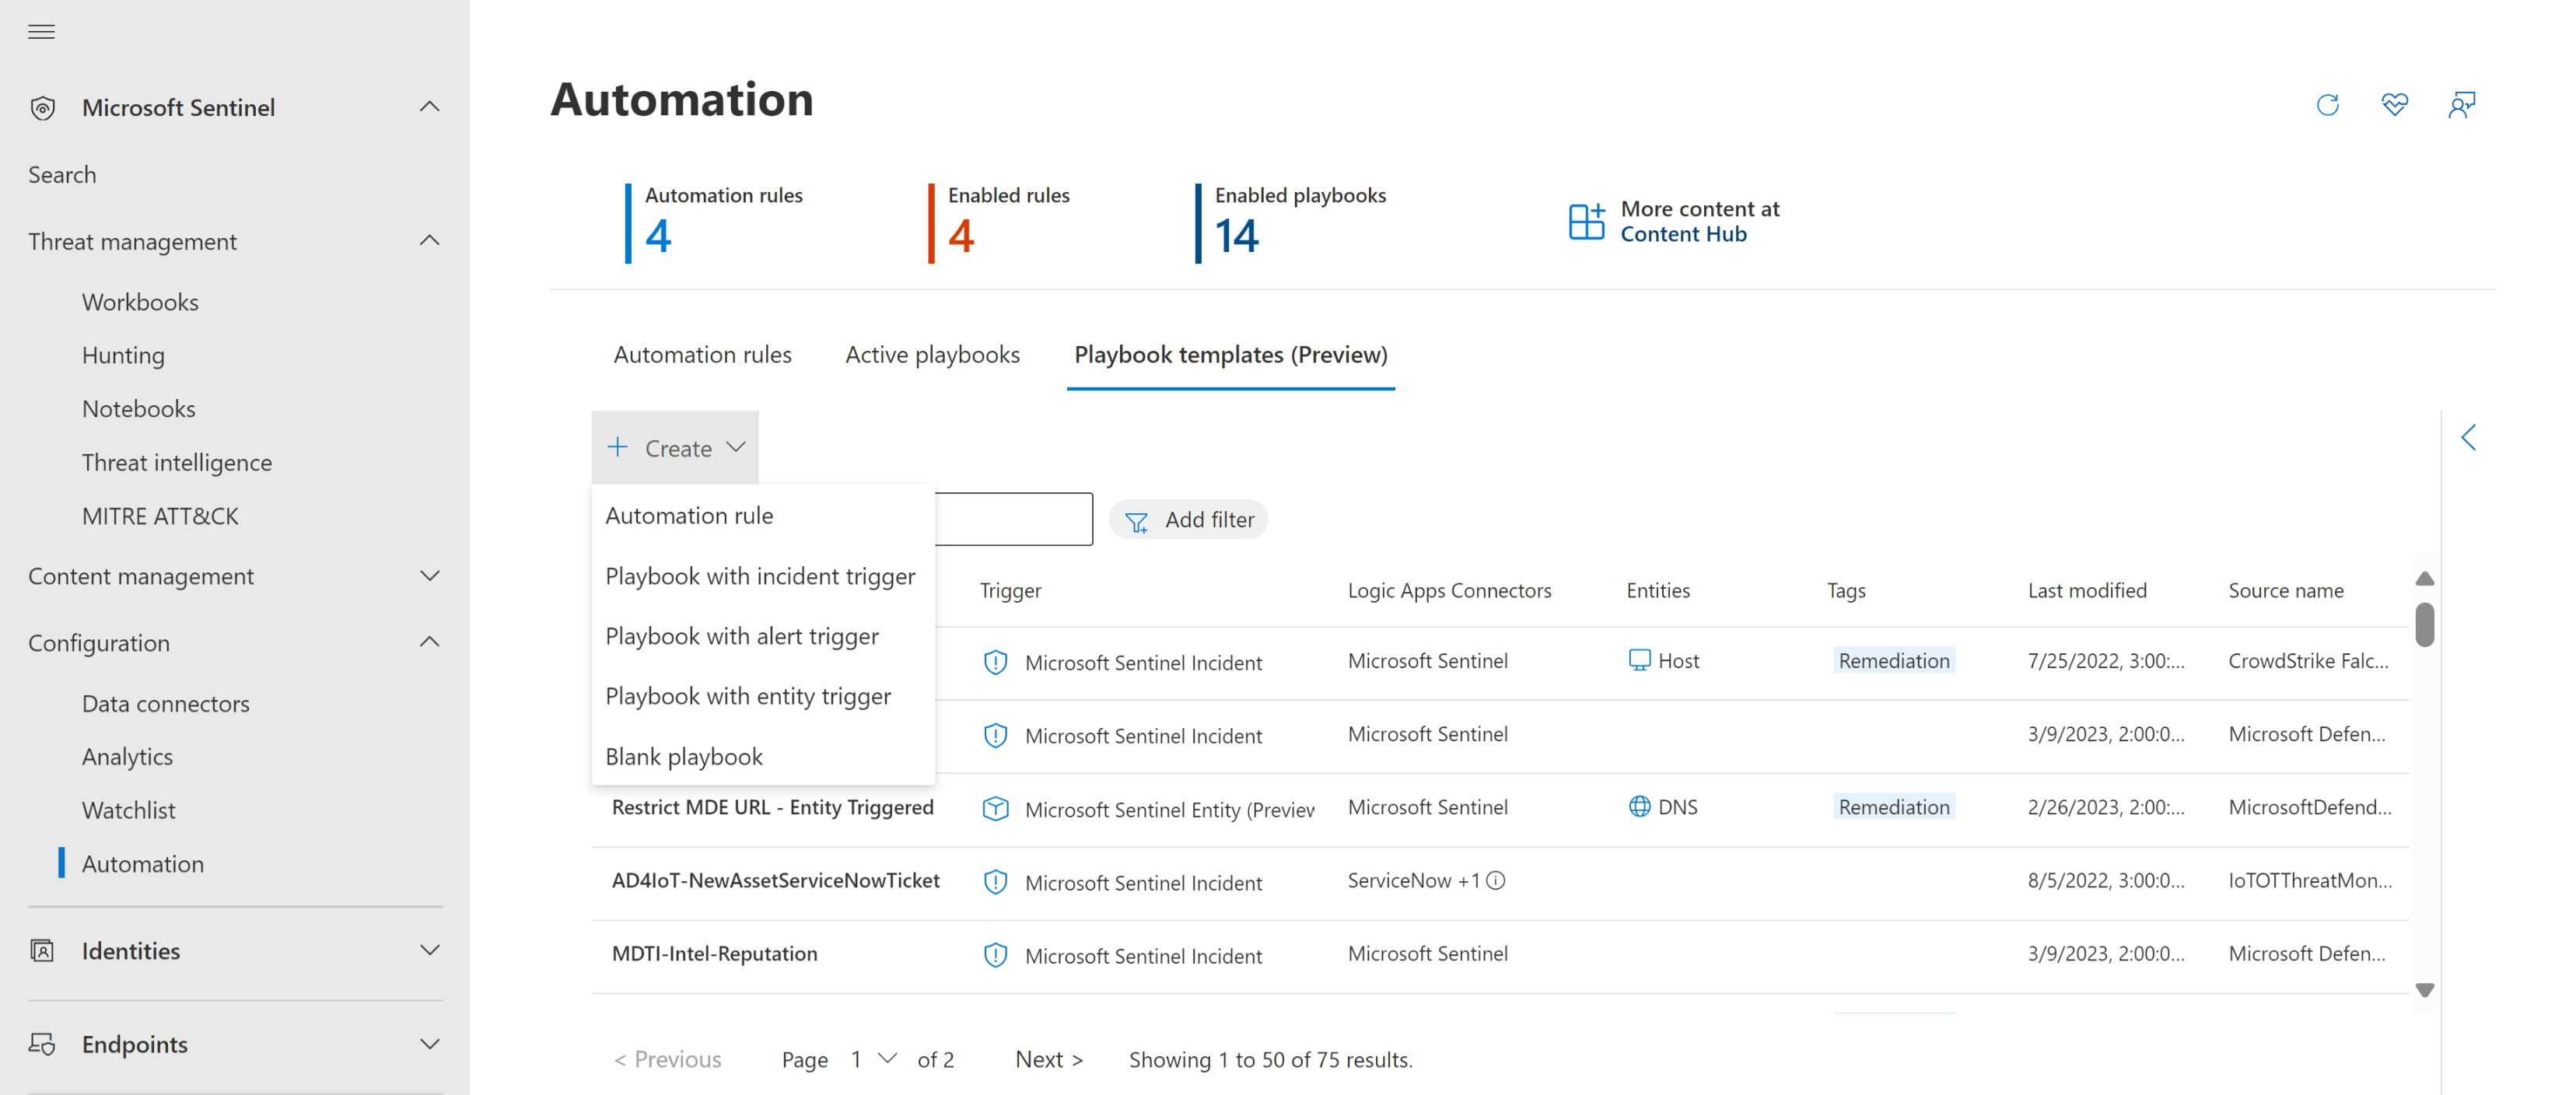 Microsoft Sentinel
Search
Threat management
Workbooks
Hunting
Notebooks
Threat intelligence
MITRE ATT&CK
Content management
Configuration
Data connectors
Analytics
Watchlist
Automation
Identities
Endpoints
Automation
Automation rules
4
Enabled rules
4
Enabled playbooks
14
More content at
Content Hub
Automation rules Active playbooks Playbook templates (Preview)
+ Create
Automation rule
Playbook with incident trigger
Playbook with alert trigger
Playbook with entity trigger
Blank playbook
Add filter
Trigger Logic Apps Connectors Entities Tags Last modified Source name
Microsoft Sentinel Incident Microsoft Sentinel Host Remediation 7/25/2022, 3:00:... CrowdStrike Falc...
Microsoft Sentinel Incident Microsoft Sentinel 3/9/2023, 2:00:0... Microsoft Defen...
Restrict MDE URL - Entity Triggered Microsoft Sentinel Entity (Preview Microsoft Sentinel DNS Remediation 2/26/2023, 2:00:... MicrosoftDefend...
AD4IoT-NewAssetServiceNowTicket Microsoft Sentinel Incident ServiceNow +1 8/5/2022, 3:00:0... IoTOTThreatMon...
MDTI-Intel-Reputation Microsoft Sentinel Incident Microsoft Sentinel 3/9/2023, 2:00:0... Microsoft Defen...
< Previous Page 1 of 2 Next > Showing 1 to 50 of 75 results.